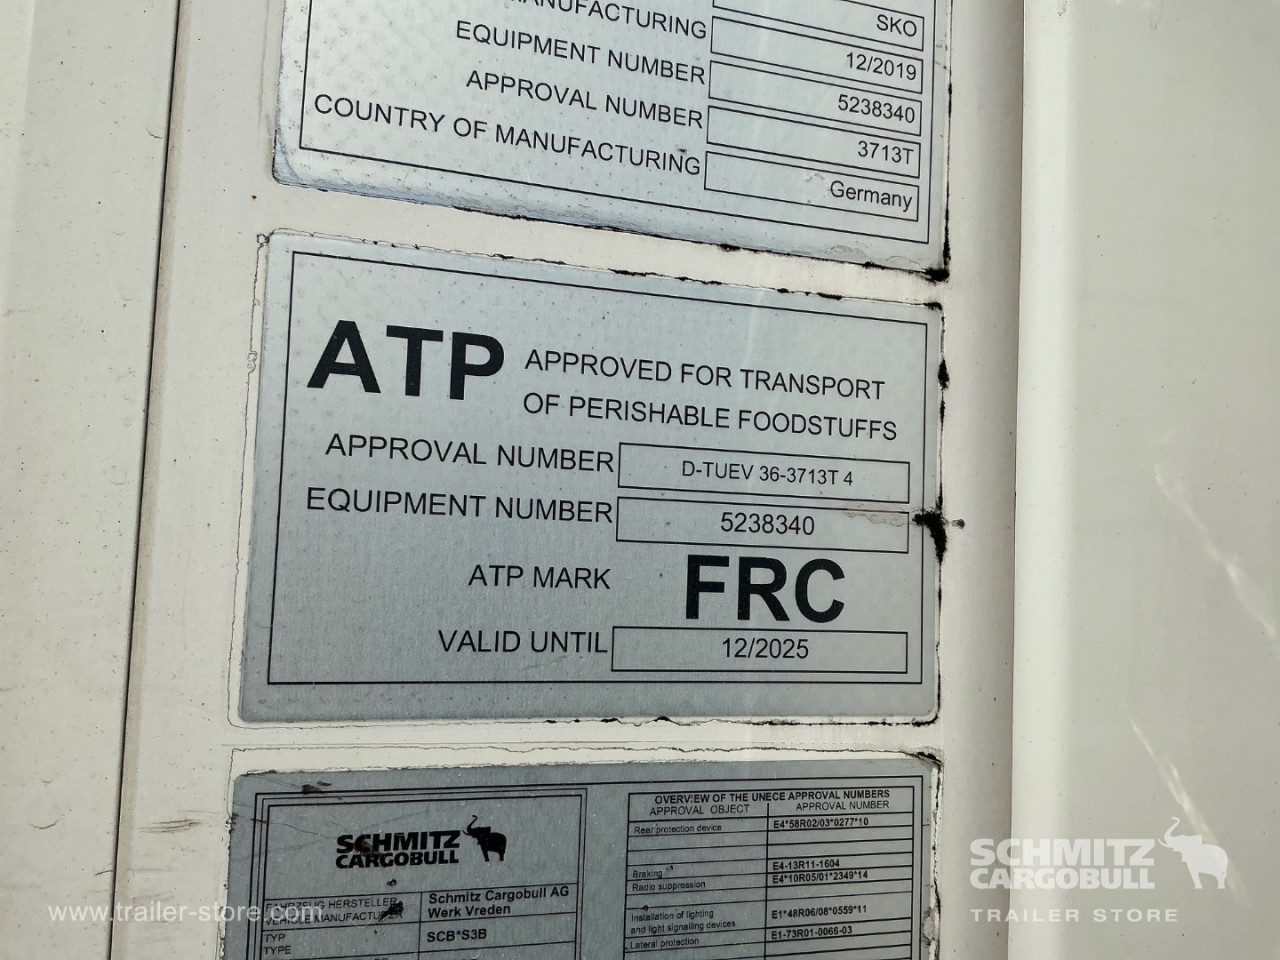 SKO
MANUFACTURING 12/2019
EQUIPMENT NUMBER 5238340
APPROVAL NUMBER 3713T
COUNTRY OF MANUFACTURING Germany
ATP APPROVED FOR TRANSPORT
OF PERISHABLE FOODSTUFFS
APPROVAL NUMBER D-TUEV 36-3713T 4
EQUIPMENT NUMBER 5238340
ATP MARK FRC
VALID UNTIL 12/2025
SCHMITZ
CARGOBULL
FAHRZEUG HERSTELLER Schmitz Cargobull AG
VEHICLE MANUFACTURER Werk Vreden
TYP SCB*S3B
TYPE
OVERVIEW OF THE UNECE APPROVAL NUMBERS
APPROVAL OBJECT APPROVAL NUMBER
Rear protection device E4*58R02/03*0277*10
Braking E4-13R11-1604
Radio suppression E4*10R05/01*2349*14
Installation of lighting
and light signalling devices E1*48R06/08*0559*11
Lateral protection E1-73R01-0066-03
www.trailer-store.com
SCHMITZ
CARGOBULL
TRAILER STORE